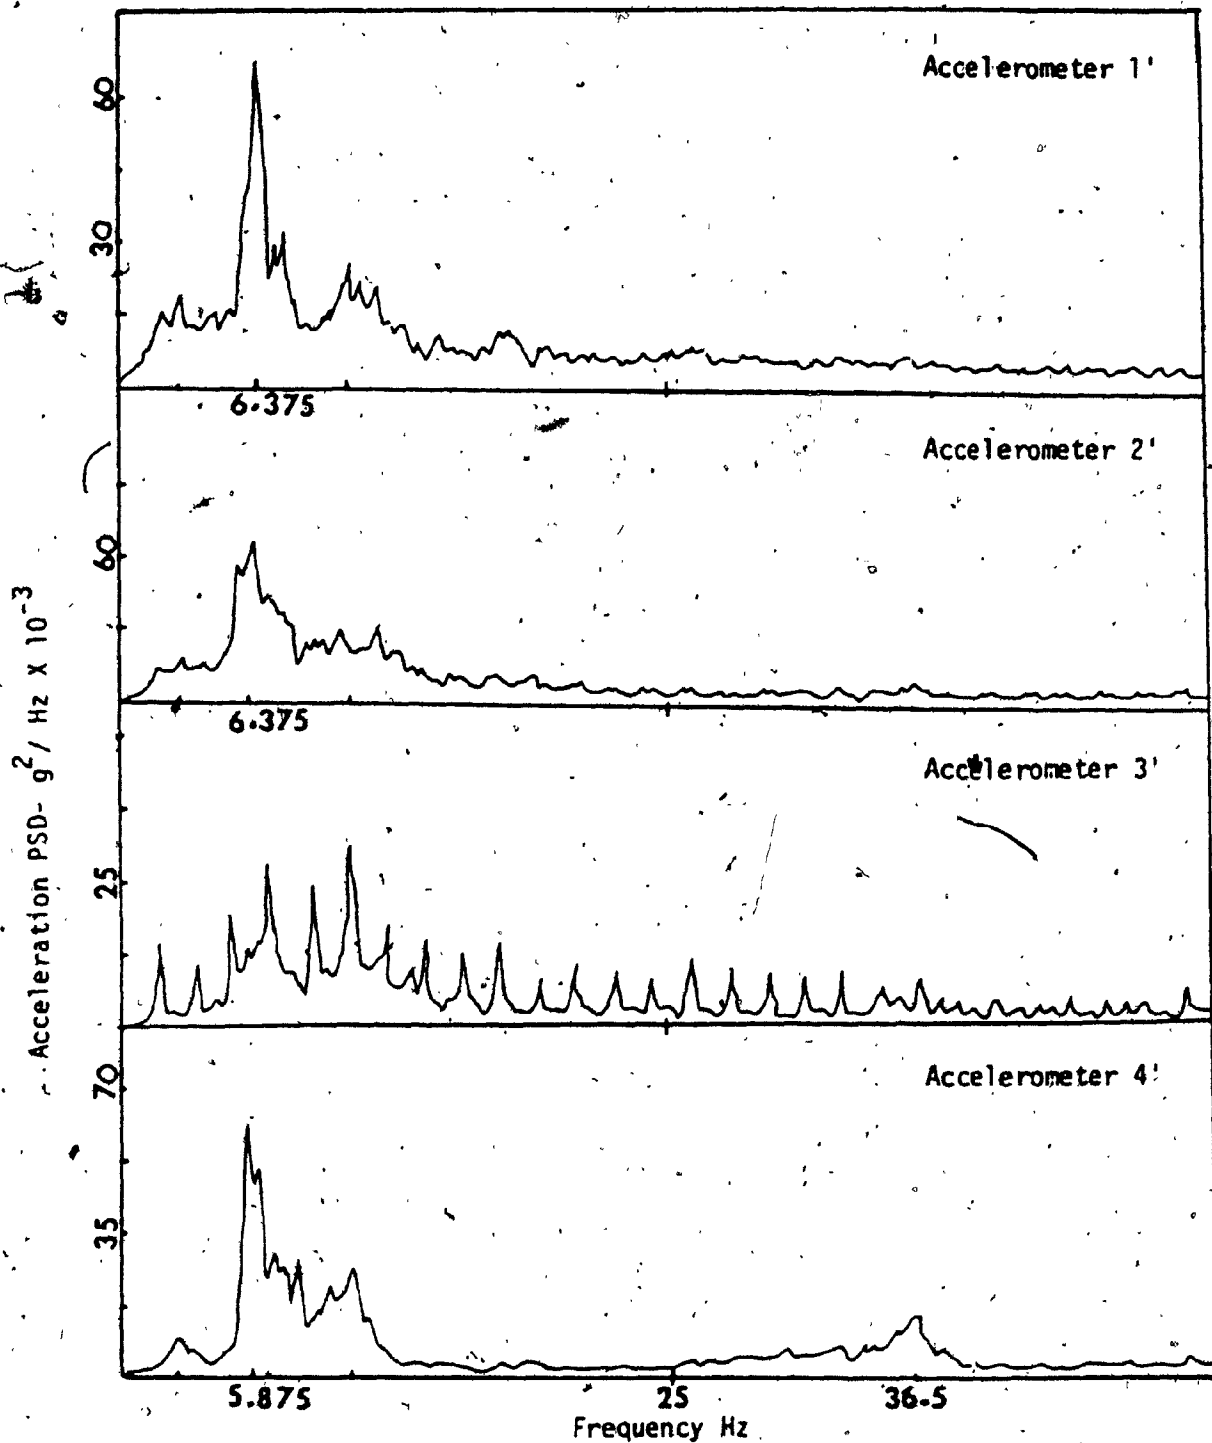 Accelerometer 1'
60
30
6.375
Accelerometer 2'
60
6.375
Accelerometer 3'
25
Accelerometer 4'
70
35
5.875 25 36.5
Frequency Hz
Acceleration PSD- g²/ Hz X 10⁻³